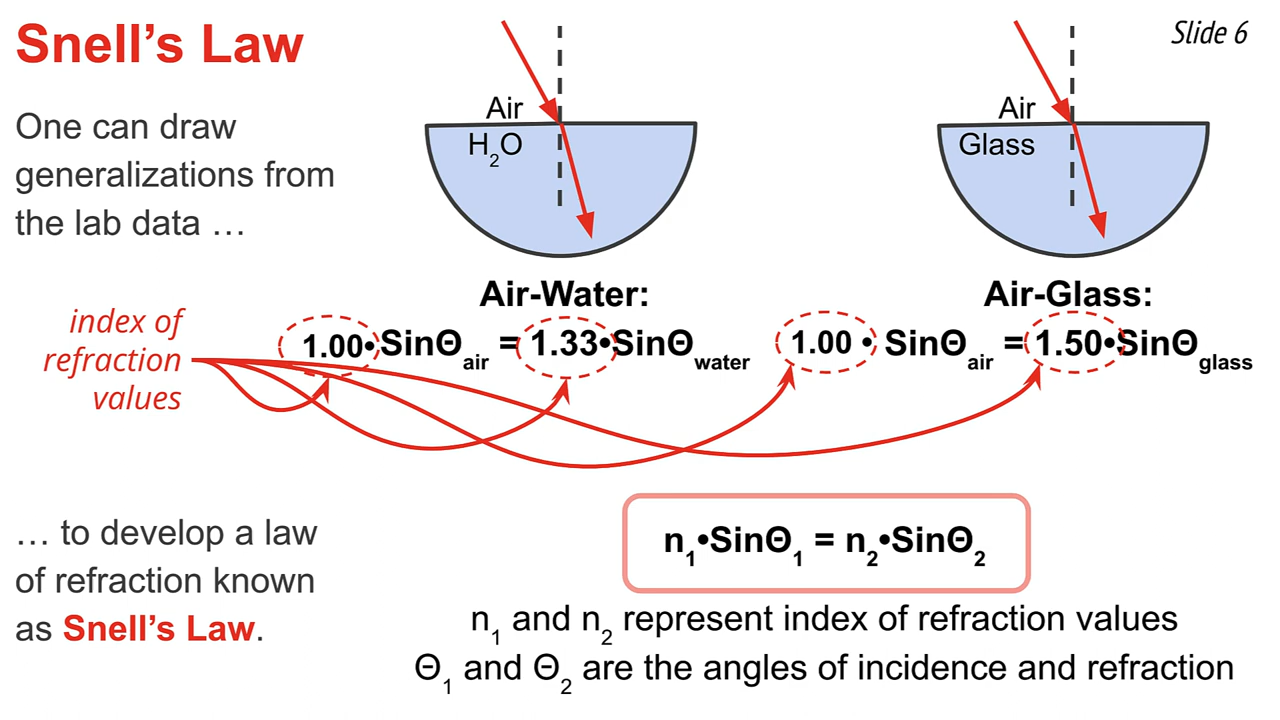 Snell's Law
Slide 6
One can draw
generalizations from
the lab data …
Air
H₂O
Air
Glass
index of
refraction
values
Air-Water:
1.00•SinΘair = 1.33•SinΘwater
Air-Glass:
1.00 • SinΘair = 1.50•SinΘglass
… to develop a law
of refraction known
as Snell's Law.
n₁•SinΘ₁ = n₂•SinΘ₂
n₁ and n₂ represent index of refraction values
Θ₁ and Θ₂ are the angles of incidence and refraction